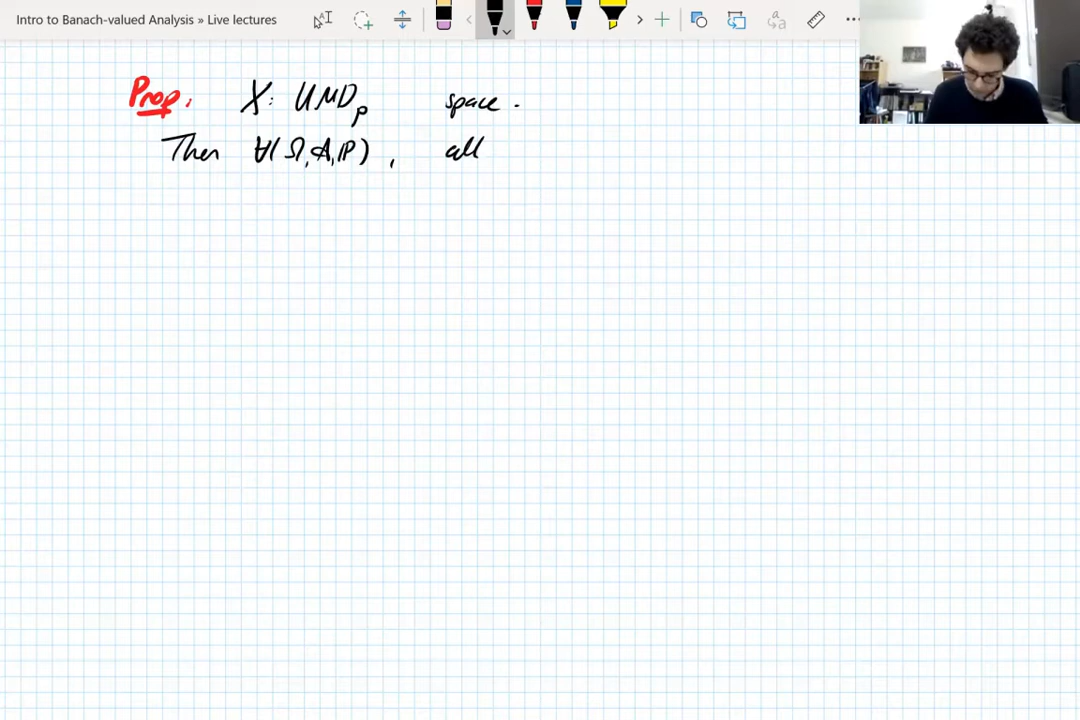 Intro to Banach-valued Analysis » Live lectures
Prop: X: UMD_p space.
Then ∀(Ω,𝒜,ℙ), all